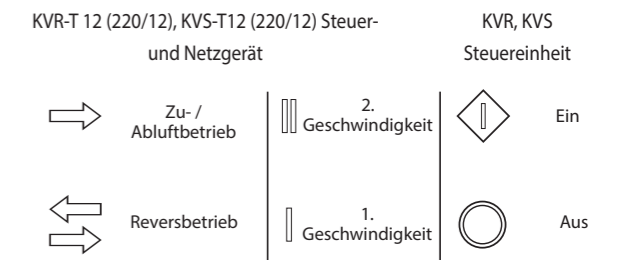 KVR-T 12 (220/12), KVS-T12 (220/12) Steuer-
und Netzgerät
KVR, KVS
Steuereinheit
Zu- /
Abluftbetrieb
2.
Geschwindigkeit
Ein
Reversbetrieb
1.
Geschwindigkeit
Aus